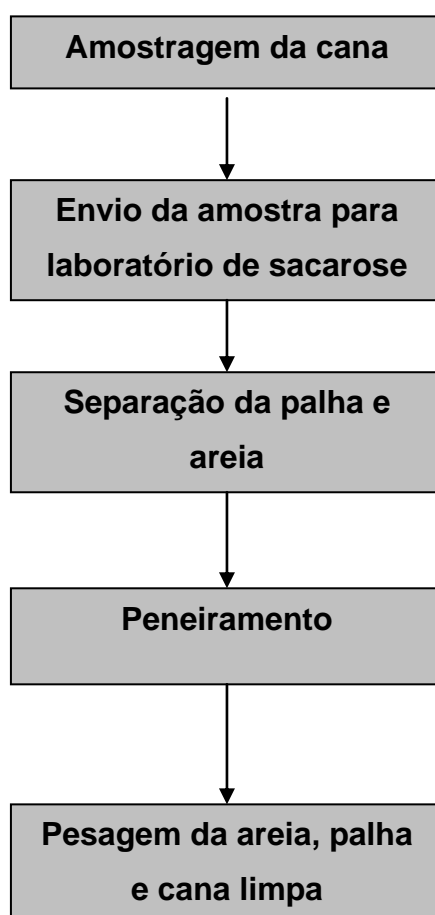 Amostragem da cana
Envio da amostra para
laboratório de sacarose
Separação da palha e
areia
Peneiramento
Pesagem da areia, palha
e cana limpa